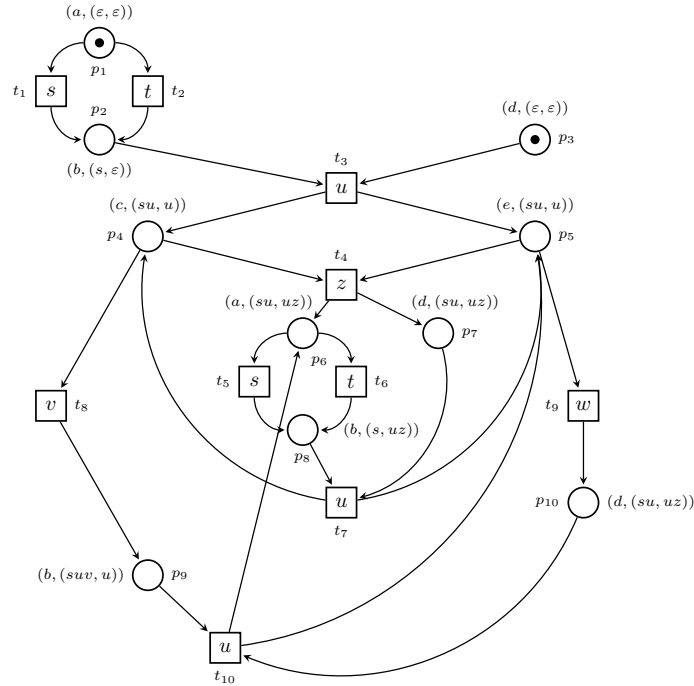 (a, (ε, ε))
p₁
t₁ s t t₂
p₂
(b, (s, ε))
(d, (ε, ε))
p₃
t₃
u
(c, (su, u))
p₄
(e, (su, u))
p₅
t₄
z
(a, (su, uz))
p₆
(d, (su, uz))
p₇
t₅ s t t₆
(b, (s, uz))
p₈
v t₈
t₉ w
u
t₇
p₁₀ (d, (su, uz))
(b, (suv, u)) p₉
u
t₁₀